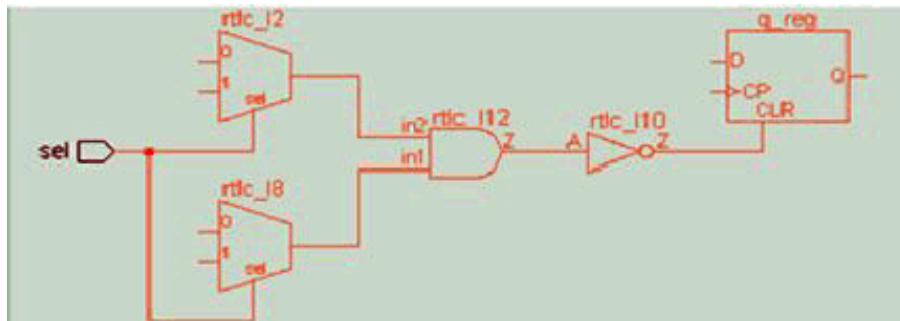 rtlc_I2
q_reg
0
1
sel
D
Q
CP
CLR
in2
rtlc_I12
Z
rtlc_I10
A
Z
in1
sel
rtlc_I8
0
1
sel